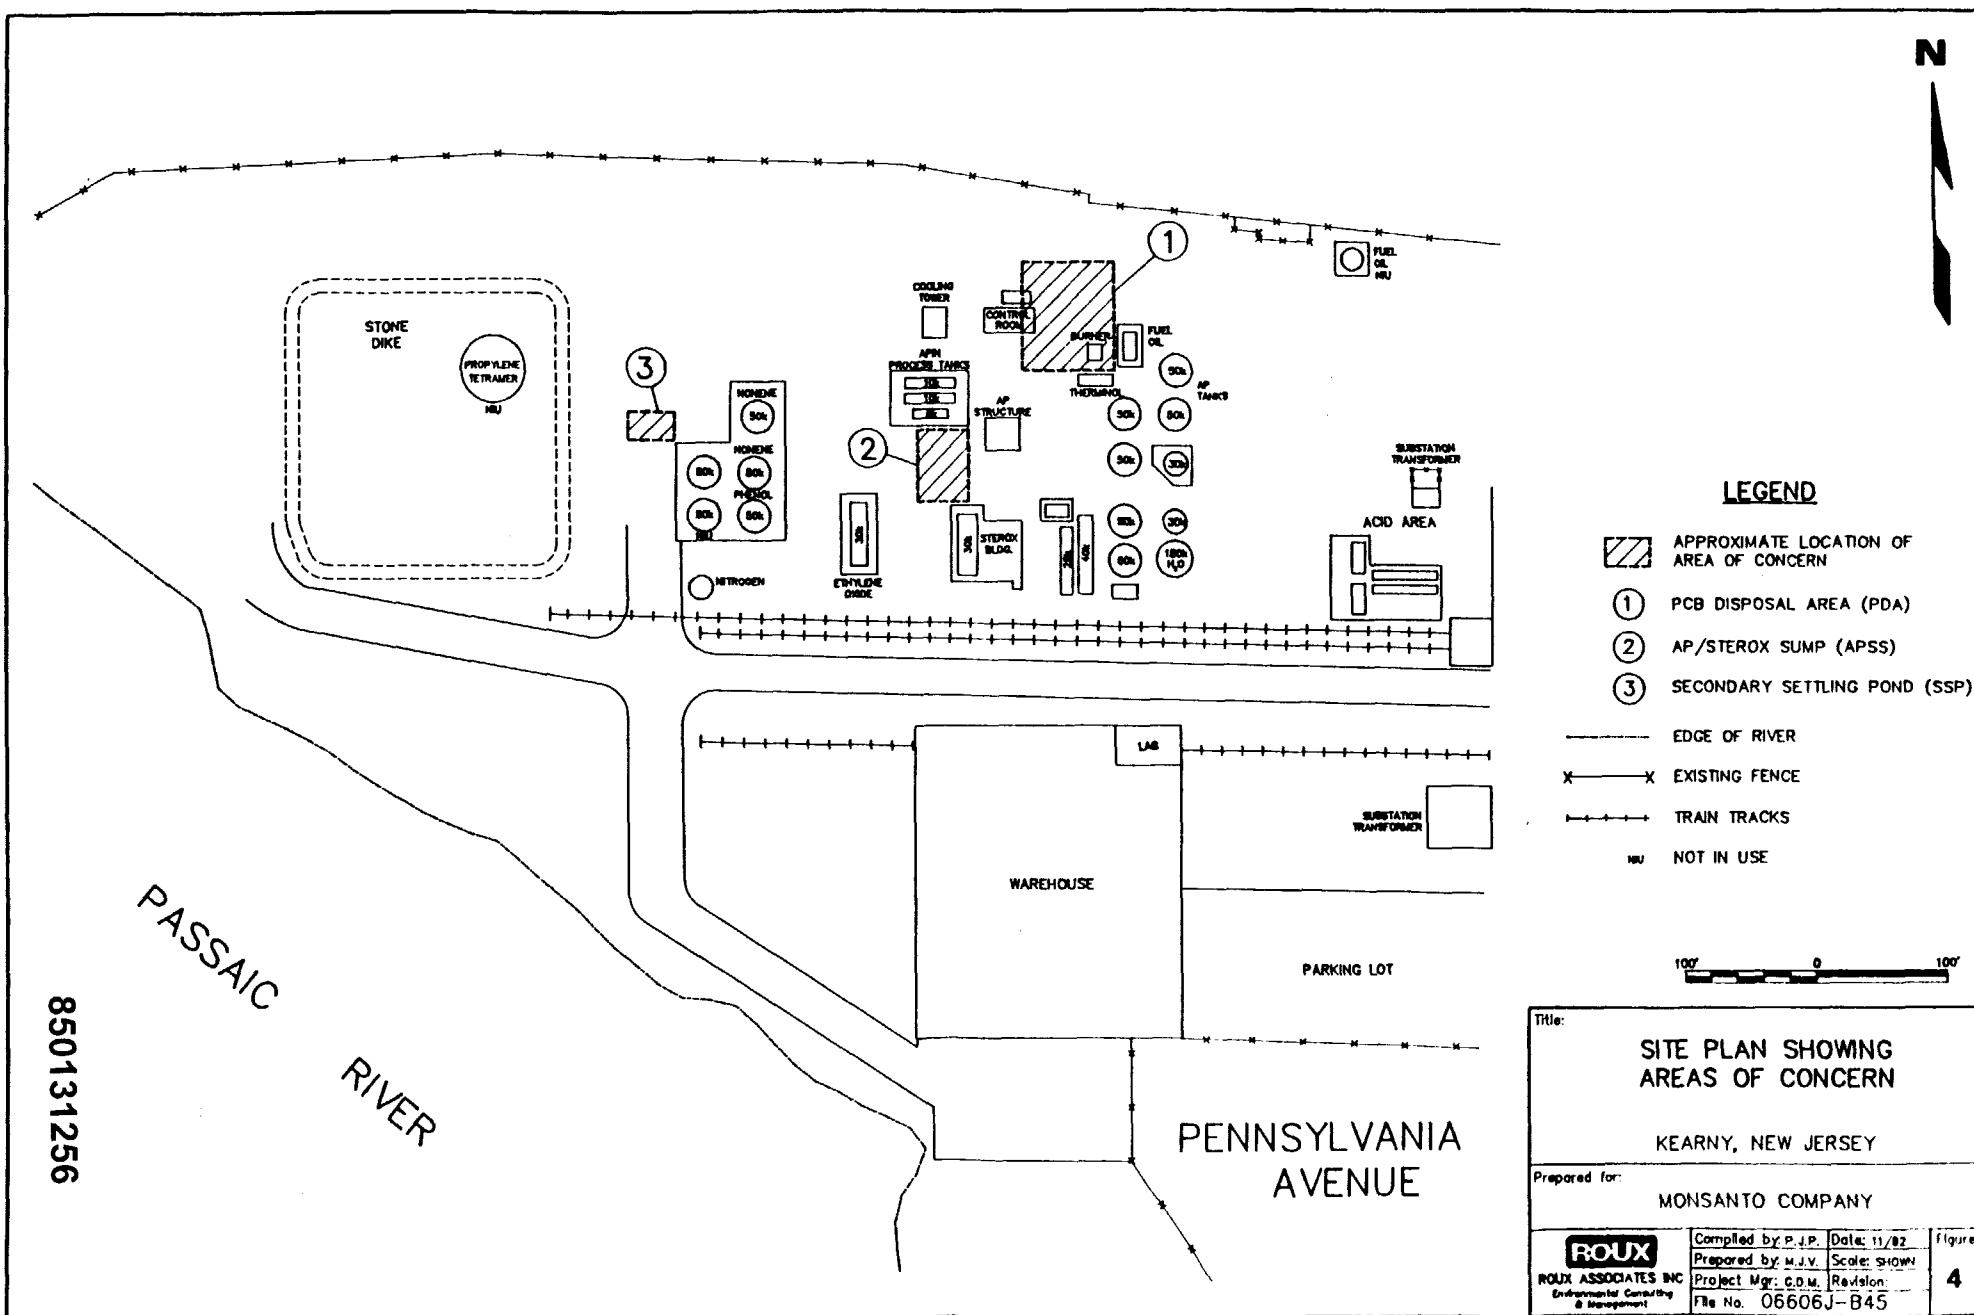 N
1
FUEL
OIL
NIU
COOLING
TOWER
CONTROL
ROOM
BURNER
FUEL
OIL
STONE
DIKE
PROPYLENE
TETRAMER
NIU
3
APIN
PROCESS TANKS
10k
AP
STRUCTURE
THERMINOL
50k
AP
TANKS
50k
50k
NONENE
50k
2
NONENE
80k
80k
PHENOL
80k
50k
NIU
50k
30k
SUBSTATION
TRANSFORMER
ACID AREA
30k
ETHYLENE
OXIDE
30k
STEROX
BLDG.
40k
30k
150k
H2O
NITROGEN
LEGEND
APPROXIMATE LOCATION OF
AREA OF CONCERN
1 PCB DISPOSAL AREA (PDA)
2 AP/STEROX SUMP (APSS)
3 SECONDARY SETTLING POND (SSP)
EDGE OF RIVER
EXISTING FENCE
TRAIN TRACKS
NIU NOT IN USE
LAB
SUBSTATION
TRANSFORMER
WAREHOUSE
PARKING LOT
100' 0 100'
PASSAIC
RIVER
PENNSYLVANIA
AVENUE
850131256
Title:
SITE PLAN SHOWING
AREAS OF CONCERN
KEARNY, NEW JERSEY
Prepared for:
MONSANTO COMPANY
ROUX
ROUX ASSOCIATES INC
Environmental Consulting
& Management
Compiled by: P.J.P. Date: 11/92
Prepared by: M.J.V. Scale: SHOWN
Project Mgr: C.D.M. Revision:
File No. 06606J-B45
Figure
4